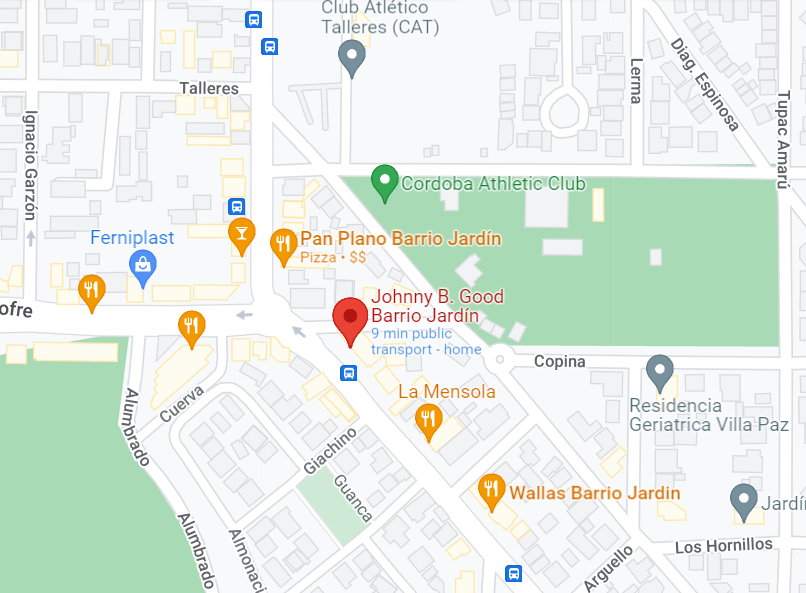 Club Atlético
Talleres (CAT)
Talleres
Lerma
Diag. Espinosa
Tupac Amarú
Ignacio Garzón
Cordoba Athletic Club
Ferniplast
Pan Plano Barrio Jardín
Pizza • $$
ofre
Johnny B. Good
Barrio Jardín
9 min public
transport - home
Copina
Cuerva
Alumbrado
La Mensola
Residencia
Geriatrica Villa Paz
Giachino
Guanca
Wallas Barrio Jardin
Jardí
Alumbrado
Almonaci
Arguello
Los Hornillos